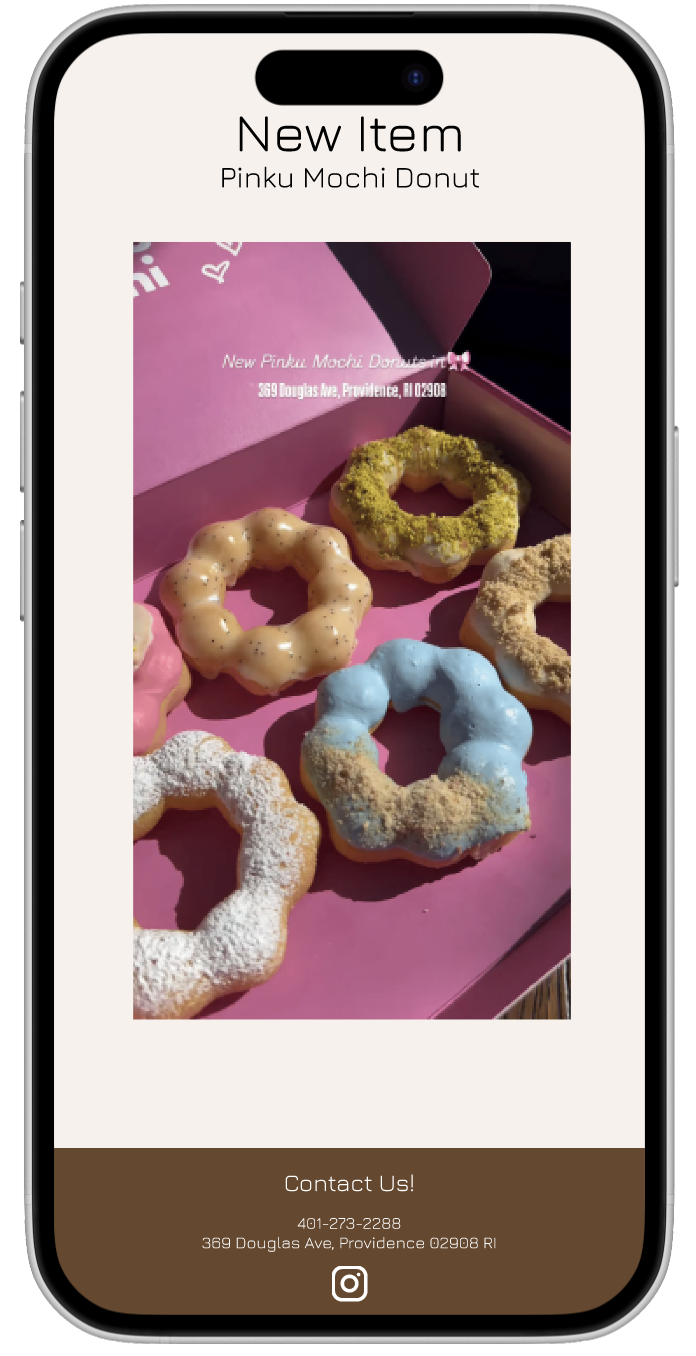 New Item
Pinku Mochi Donut
hi
New Pinku Mochi Donuts in🎀
369 Douglas Ave, Providence, RI 02908
Contact Us!
401-273-2288
369 Douglas Ave, Providence 02908 RI